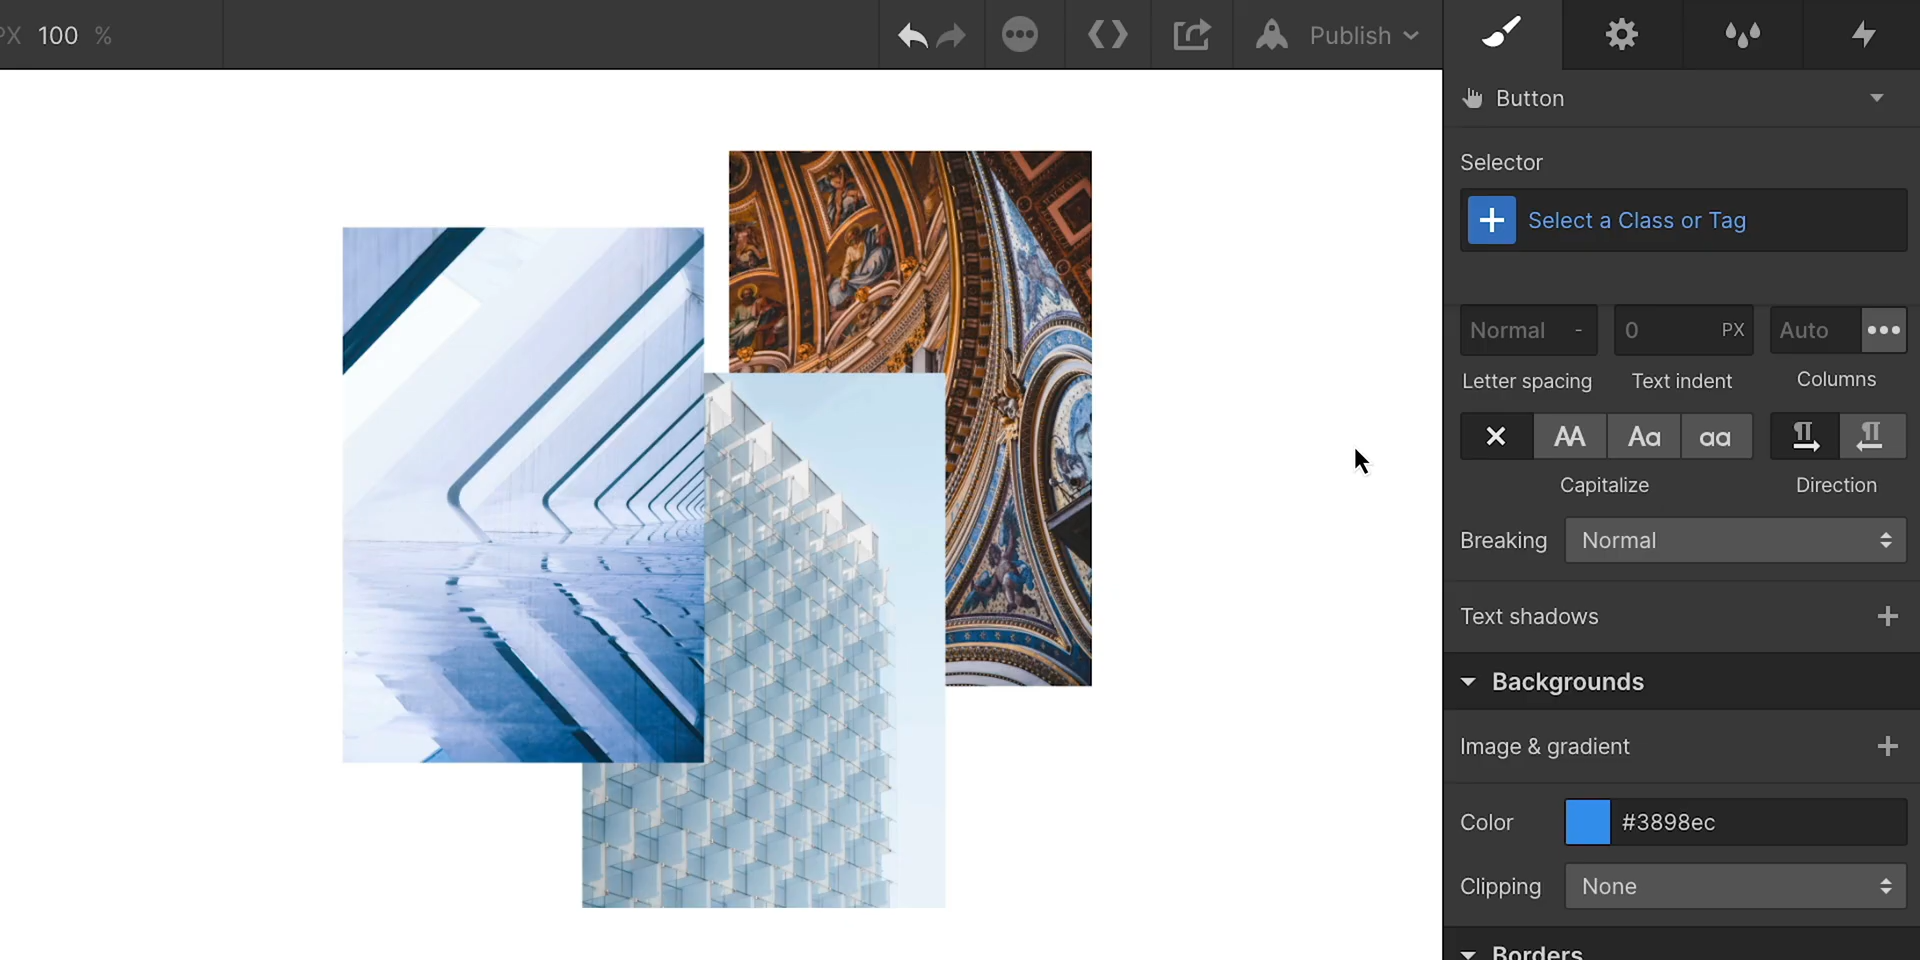 PX 100 %
Publish
Button
Selector
Select a Class or Tag
Normal - 0 PX Auto
Letter spacing Text indent Columns
AA Aa aa
Capitalize Direction
Breaking Normal
Text shadows
Backgrounds
Image & gradient
Color #3898ec
Clipping None
Borders